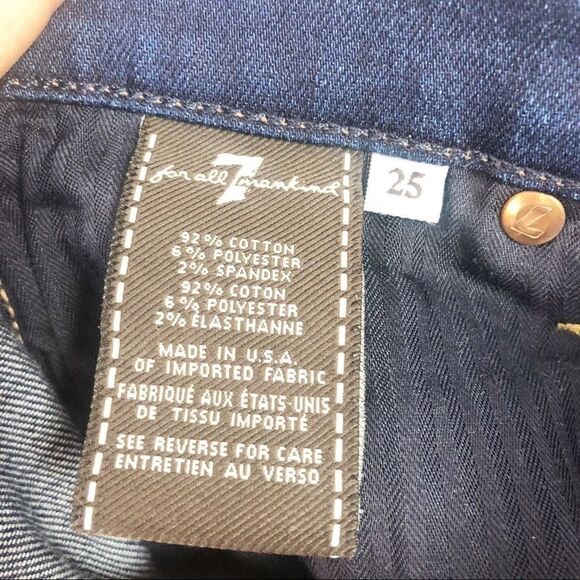 7
for all mankind
25
92% COTTON
6% POLYESTER
2% SPANDEX
92% COTON
6% POLYESTER
2% ELASTHANNE
MADE IN U.S.A.
OF IMPORTED FABRIC
FABRIQUÉ AUX ÉTATS-UNIS
DE TISSU IMPORTÉ
SEE REVERSE FOR CARE
ENTRETIEN AU VERSO